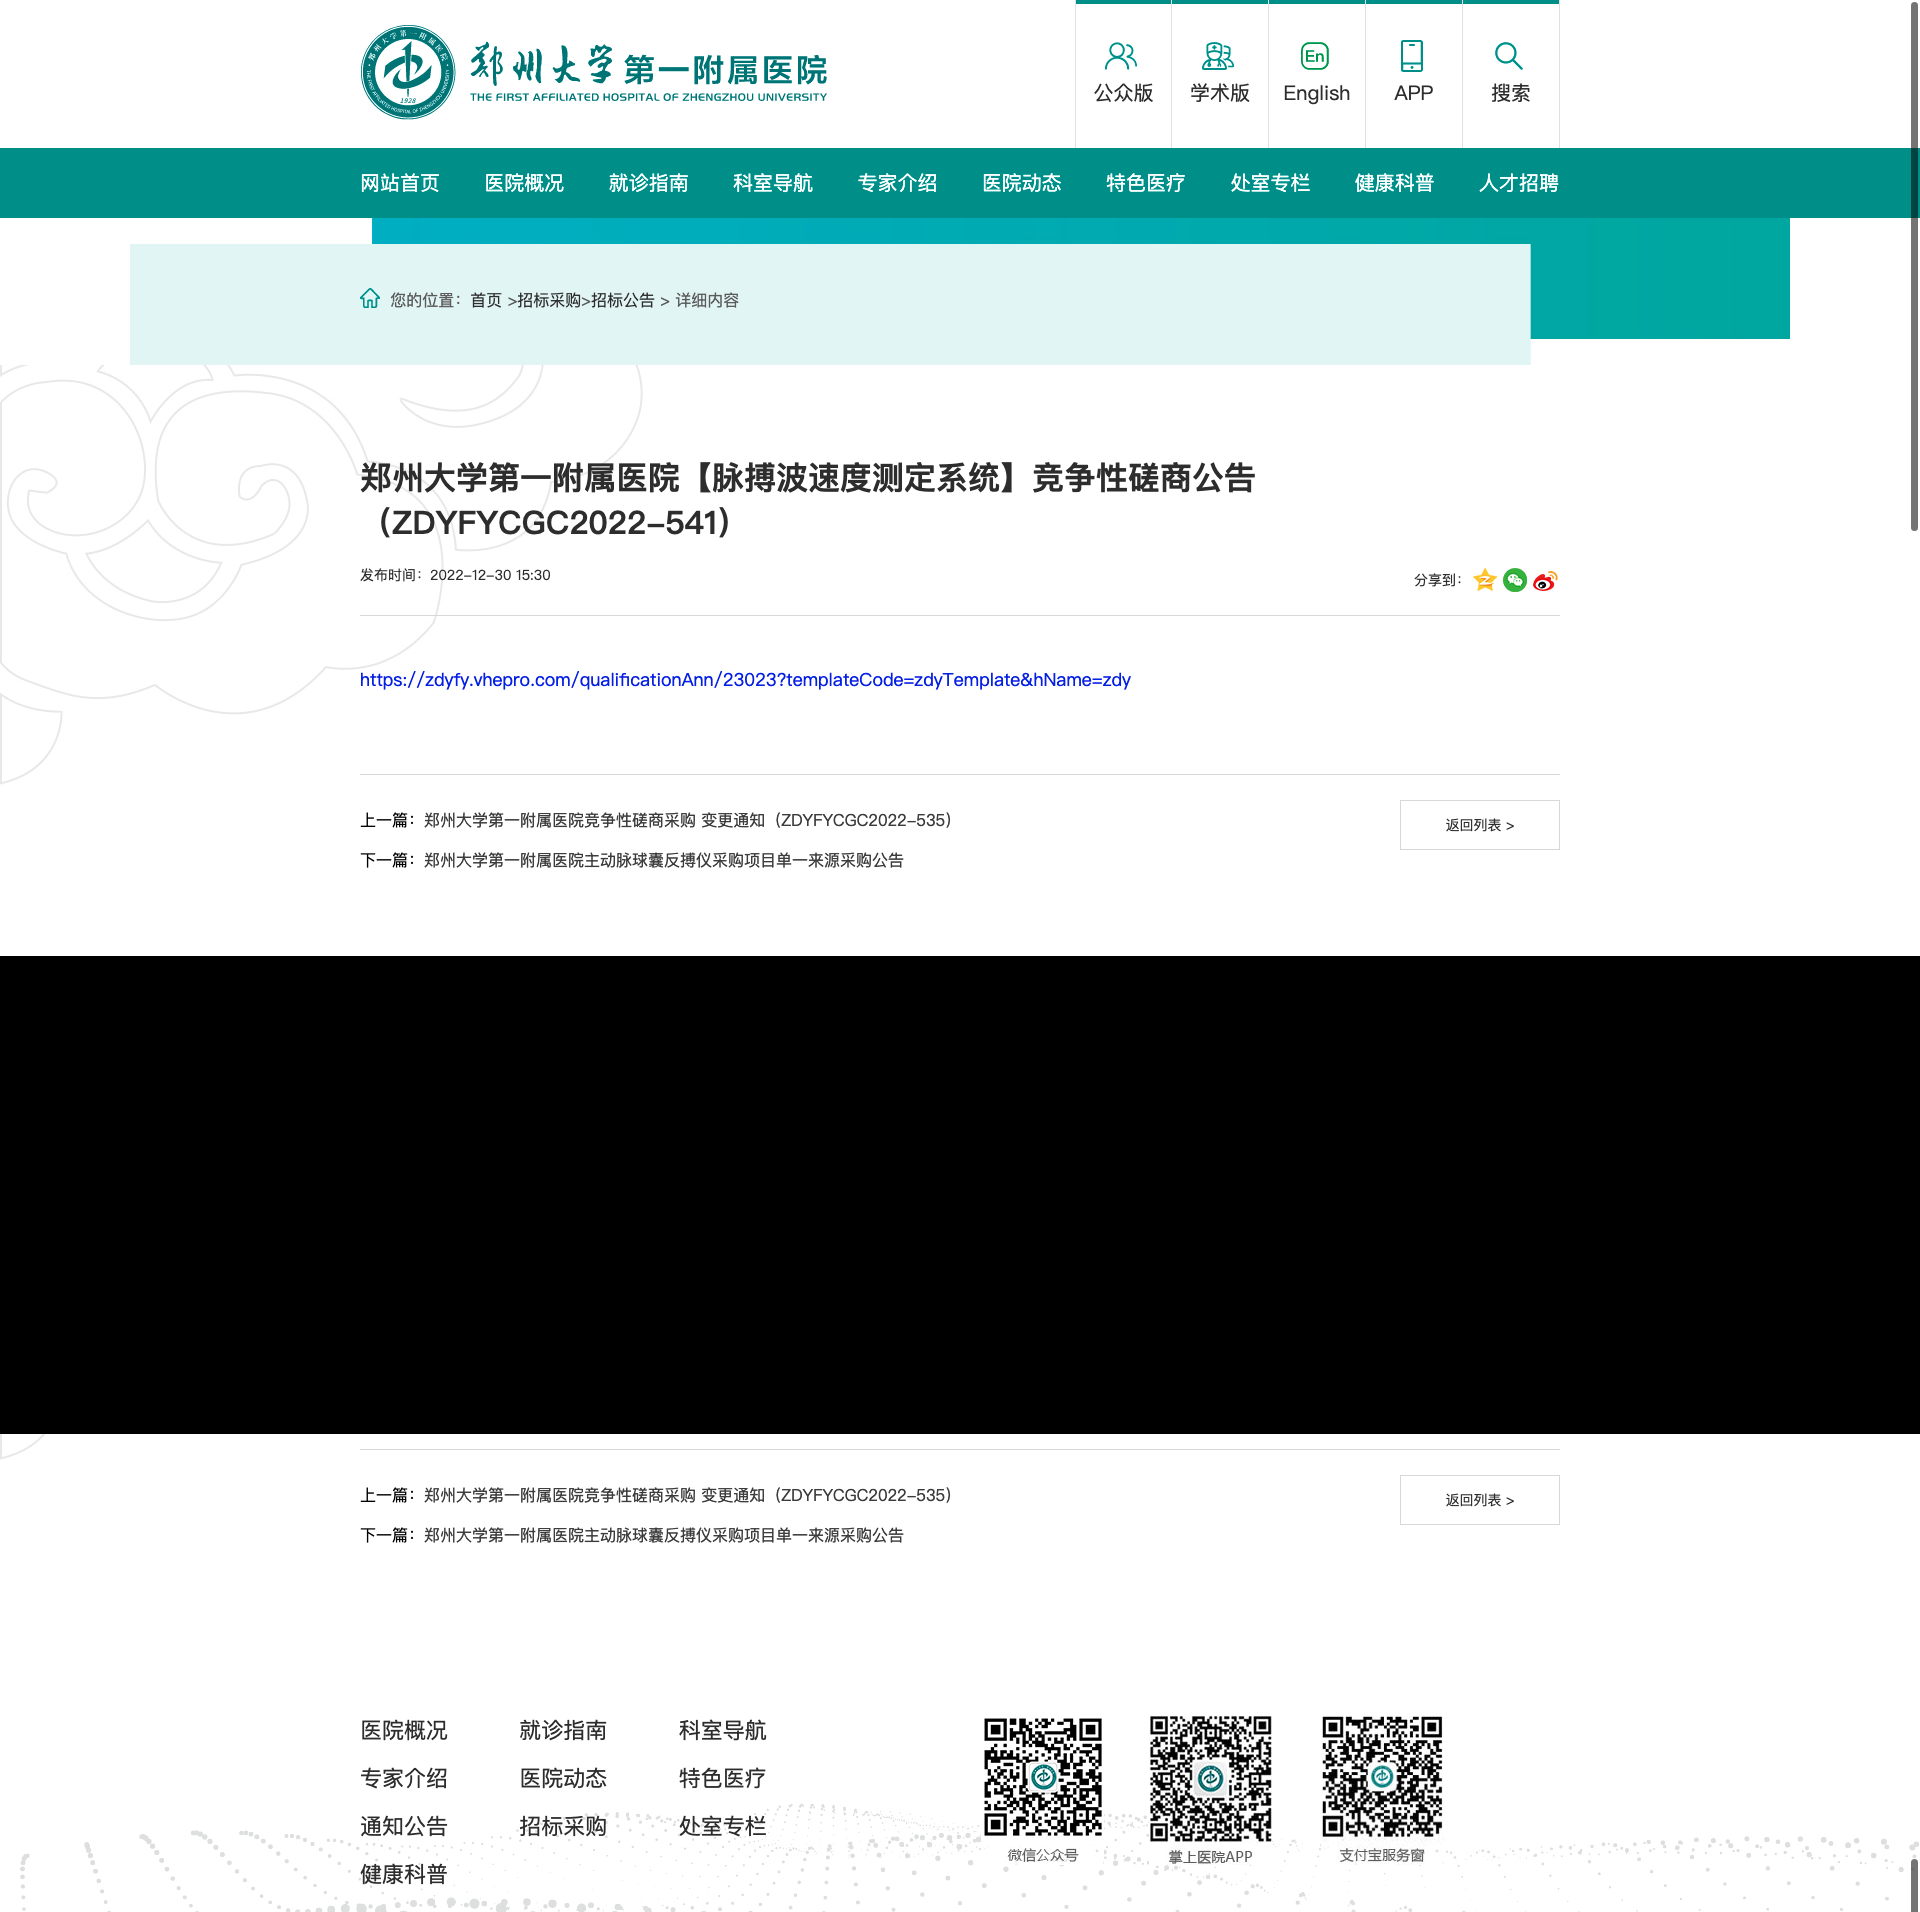 郑州大学第一附属医院
THE FIRST AFFILIATED HOSPITAL OF ZHENGZHOU UNIVERSITY
1928
公众版
学术版
En
English
APP
搜索
网站首页 医院概况 就诊指南 科室导航 专家介绍 医院动态 特色医疗 处室专栏 健康科普 人才招聘
您的位置：首页 >招标采购>招标公告 > 详细内容
郑州大学第一附属医院【脉搏波速度测定系统】竞争性磋商公告
（ZDYFYCGC2022-541）
发布时间：2022-12-30 15:30
分享到：
https://zdyfy.vhepro.com/qualificationAnn/23023?templateCode=zdyTemplate&hName=zdy
上一篇：郑州大学第一附属医院竞争性磋商采购 变更通知（ZDYFYCGC2022-535）
返回列表 >
下一篇：郑州大学第一附属医院主动脉球囊反搏仪采购项目单一来源采购公告
上一篇：郑州大学第一附属医院竞争性磋商采购 变更通知（ZDYFYCGC2022-535）
返回列表 >
下一篇：郑州大学第一附属医院主动脉球囊反搏仪采购项目单一来源采购公告
医院概况 就诊指南 科室导航
专家介绍 医院动态 特色医疗
通知公告 招标采购 处室专栏
健康科普
微信公众号
掌上医院APP
支付宝服务窗